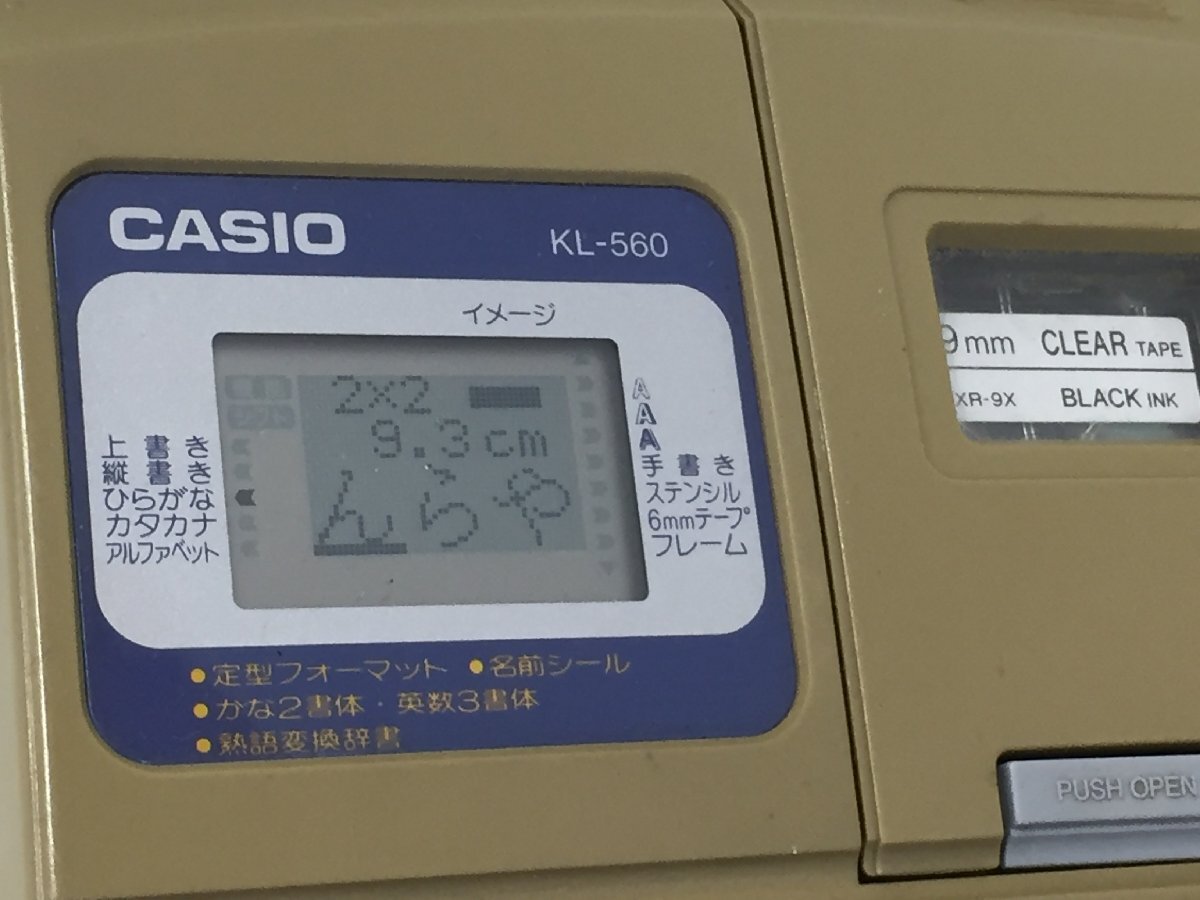 CASIO
KL-560
イメージ
2×2
9.3cm
んらや
上書き
縦書き
ひらがな
カタカナ
アルファベット
A
A
A
手書き
ステンシル
6mmテープ
フレーム
●定型フォーマット ●名前シール
●かな2書体・英数3書体
●熟語変換辞書
9mm CLEAR TAPE
XR-9X BLACK INK
PUSH OPEN